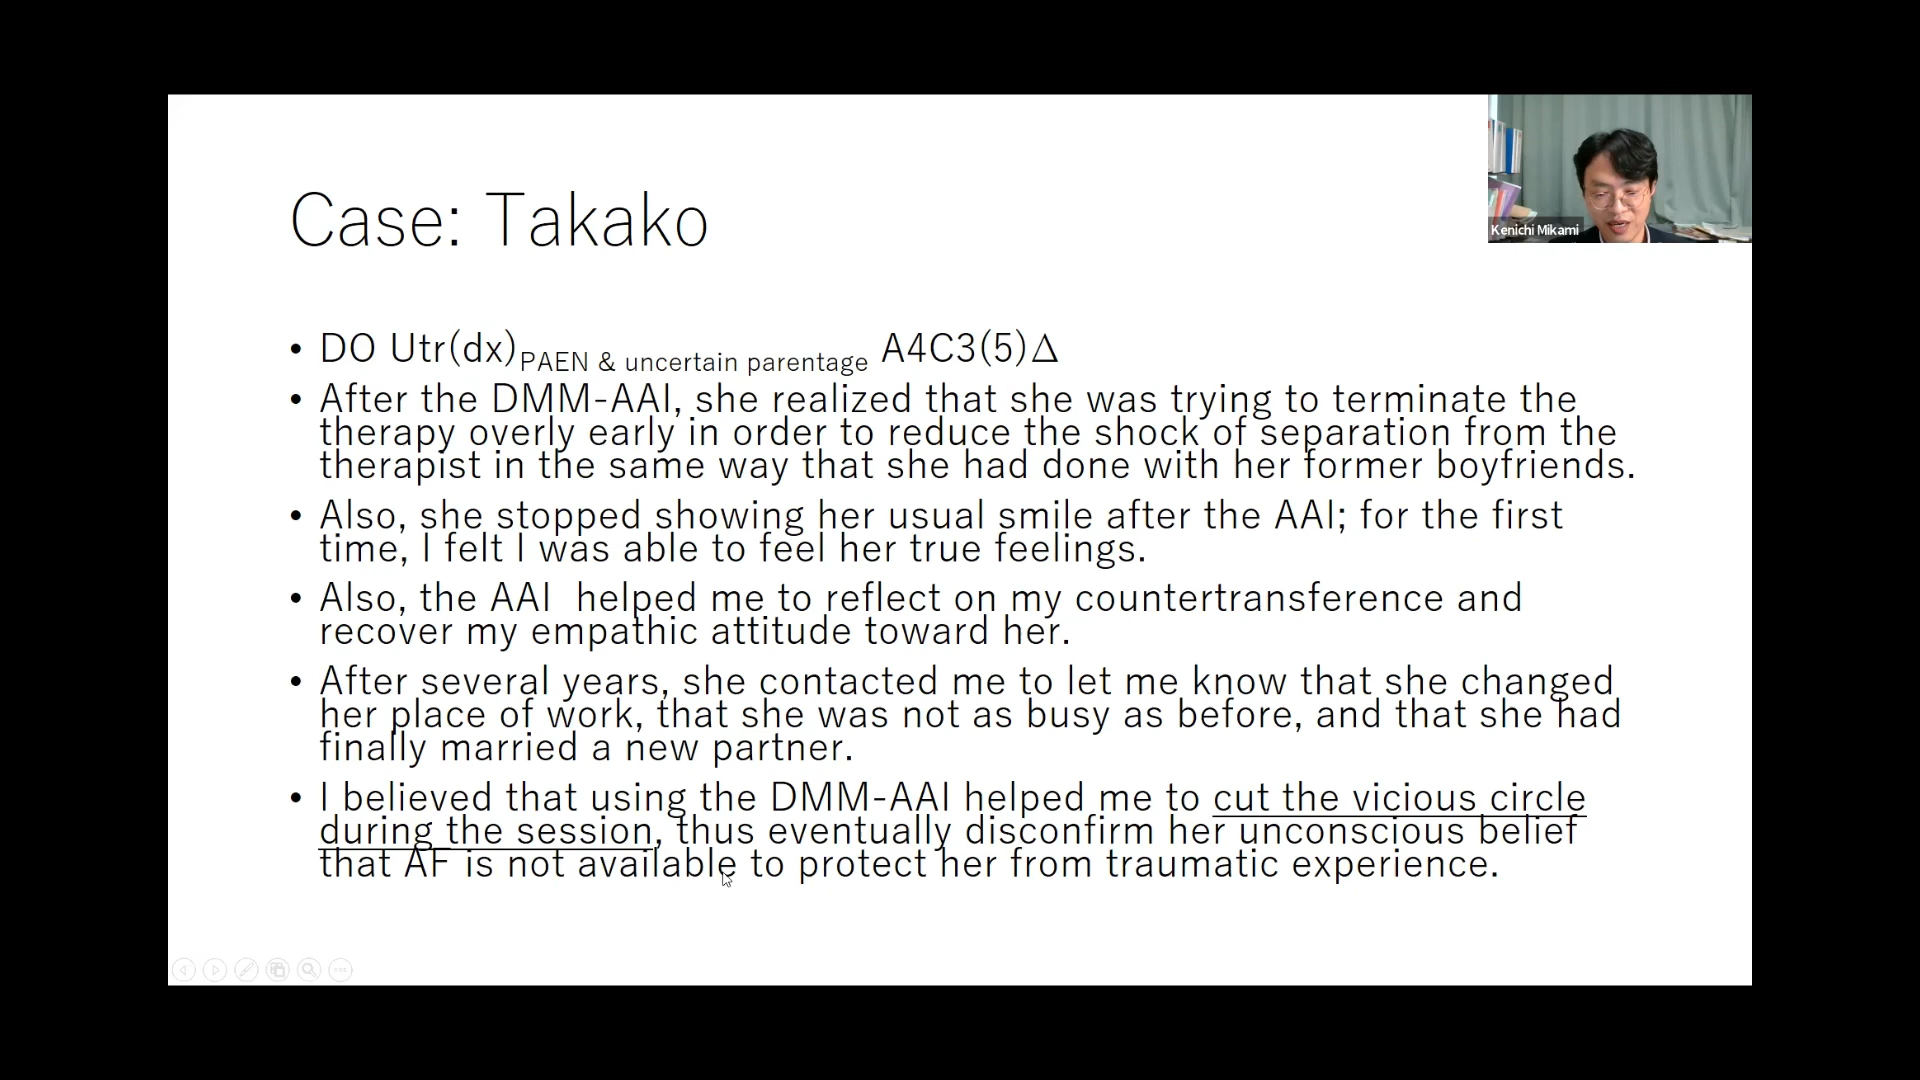 Kenichi Mikami
Case: Takako
• DO Utr(dx)PAEN & uncertain parentage A4C3(5)Δ
• After the DMM-AAI, she realized that she was trying to terminate the
therapy overly early in order to reduce the shock of separation from the
therapist in the same way that she had done with her former boyfriends.
• Also, she stopped showing her usual smile after the AAI; for the first
time, I felt I was able to feel her true feelings.
• Also, the AAI  helped me to reflect on my countertransference and
recover my empathic attitude toward her.
• After several years, she contacted me to let me know that she changed
her place of work, that she was not as busy as before, and that she had
finally married a new partner.
• I believed that using the DMM-AAI helped me to cut the vicious circle
during the session, thus eventually disconfirm her unconscious belief
that AF is not available to protect her from traumatic experience.